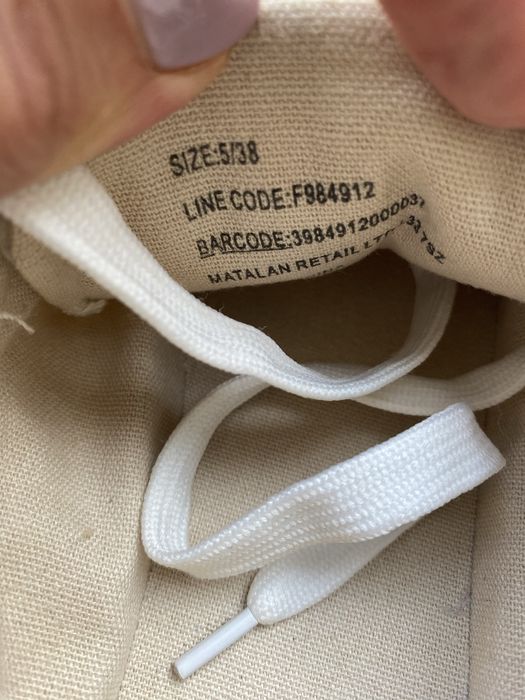 SIZE:5/38
LINE CODE:F984912
BARCODE:398491200003
MATALAN RETAIL LTD